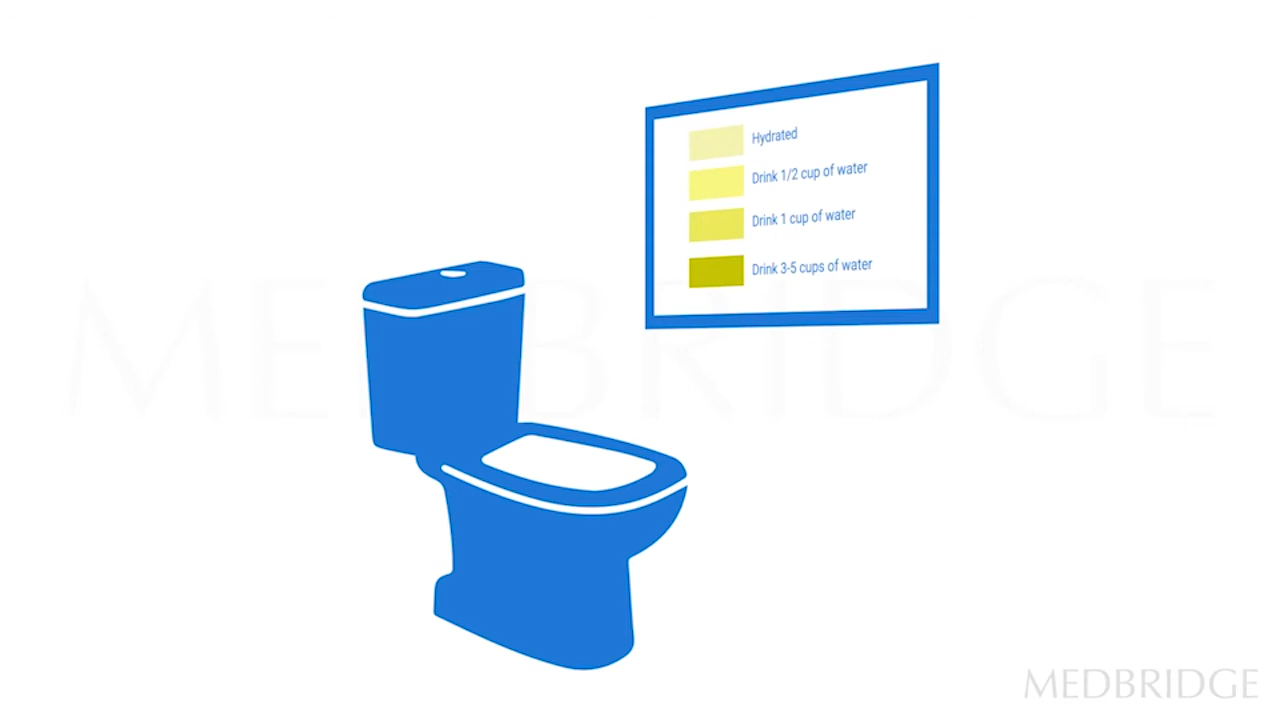 Hydrated
Drink 1/2 cup of water
Drink 1 cup of water
Drink 3-5 cups of water
MEDBRIDGE
MEDBRIDGE